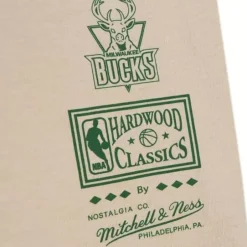 MILWAUKEE
BUCKS
HARDWOOD
NBA
CLASSICS
By
NOSTALGIA CO.
Mitchell & Ness
PHILADELPHIA, PA.